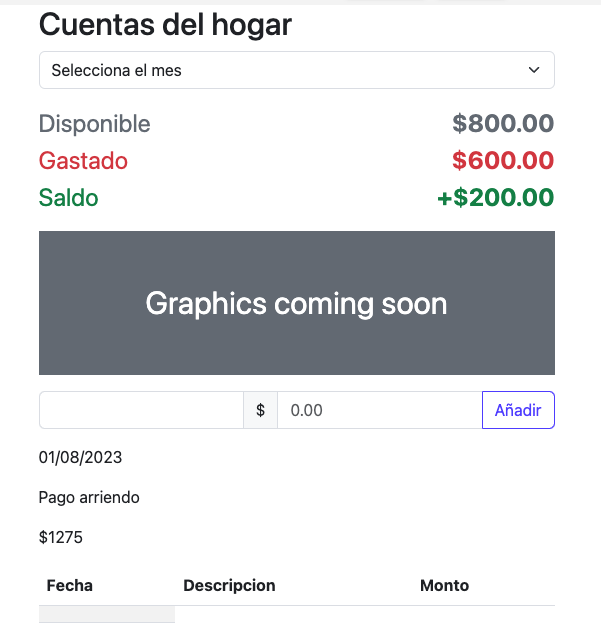 Cuentas del hogar
Selecciona el mes
Disponible $800.00
Gastado $600.00
Saldo +$200.00
Graphics coming soon
$ 0.00 Añadir
01/08/2023
Pago arriendo
$1275
Fecha Descripcion Monto